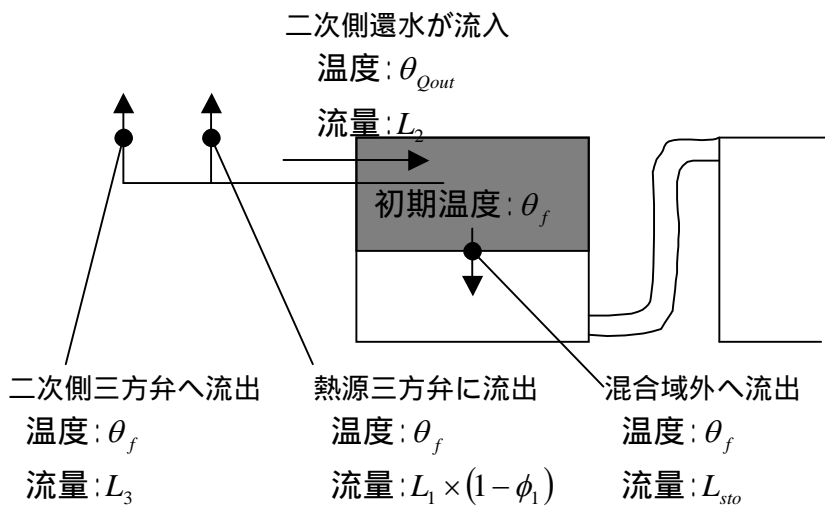 二次側還水が流入
温度:θ_Qout
流量:L_2
初期温度:θ_f
二次側三方弁へ流出
温度:θ_f
流量:L_3
熱源三方弁に流出
温度:θ_f
流量:L_1×(1−φ_1)
混合域外へ流出
温度:θ_f
流量:L_sto